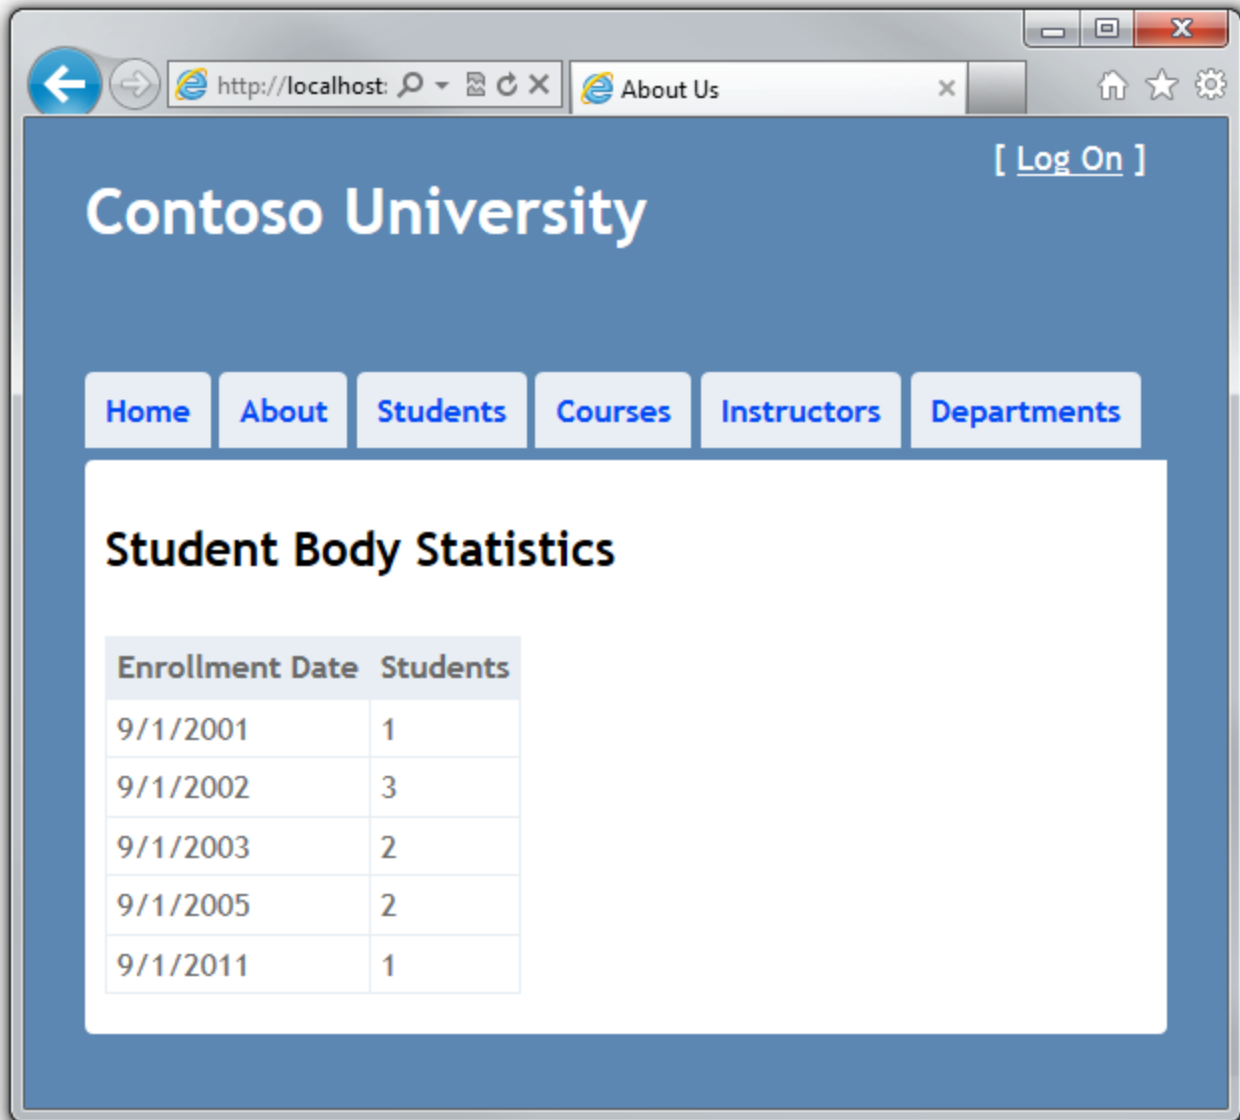 http://localhost:
About Us
[ Log On ]
Contoso University
Home About Students Courses Instructors Departments
Student Body Statistics
Enrollment Date Students
9/1/2001 1
9/1/2002 3
9/1/2003 2
9/1/2005 2
9/1/2011 1